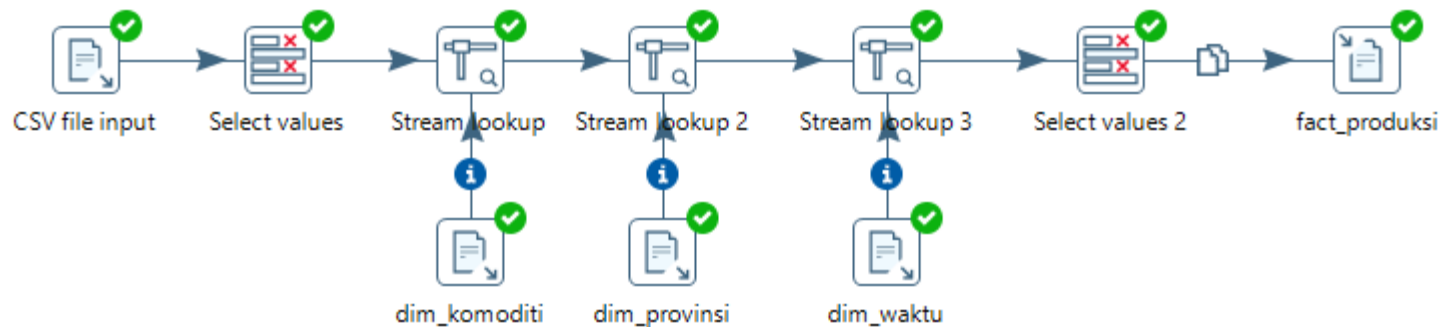 CSV file input
Select values
Stream lookup
Stream lookup 2
Stream lookup 3
Select values 2
fact_produksi
dim_komoditi
dim_provinsi
dim_waktu